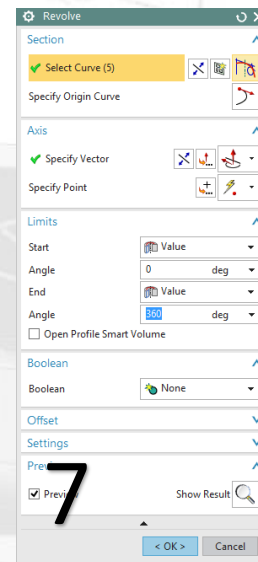 Revolve
Section
Select Curve (5)
Specify Origin Curve
Axis
Specify Vector
Specify Point
Limits
Start Value
Angle 0 deg
End Value
Angle 360 deg
Open Profile Smart Volume
Boolean
Boolean None
Offset
Settings
Preview
Preview Show Result
7
< OK > Cancel